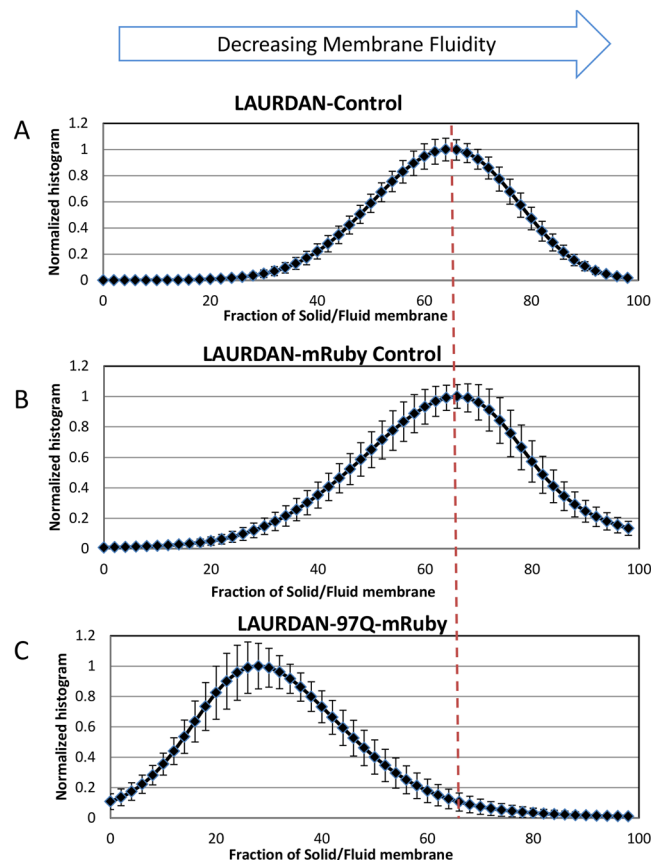 Decreasing Membrane Fluidity
A
LAURDAN-Control
Normalized histogram
1.2
1
0.8
0.6
0.4
0.2
0
0 20 40 60 80 100
Fraction of Solid/Fluid membrane
B
LAURDAN-mRuby Control
Normalized histogram
1.2
1
0.8
0.6
0.4
0.2
0
0 20 40 60 80 100
Fraction of Solid/Fluid membrane
C
LAURDAN-97Q-mRuby
Normalized histogram
1.2
1
0.8
0.6
0.4
0.2
0
0 20 40 60 80 100
Fraction of Solid/Fluid membrane